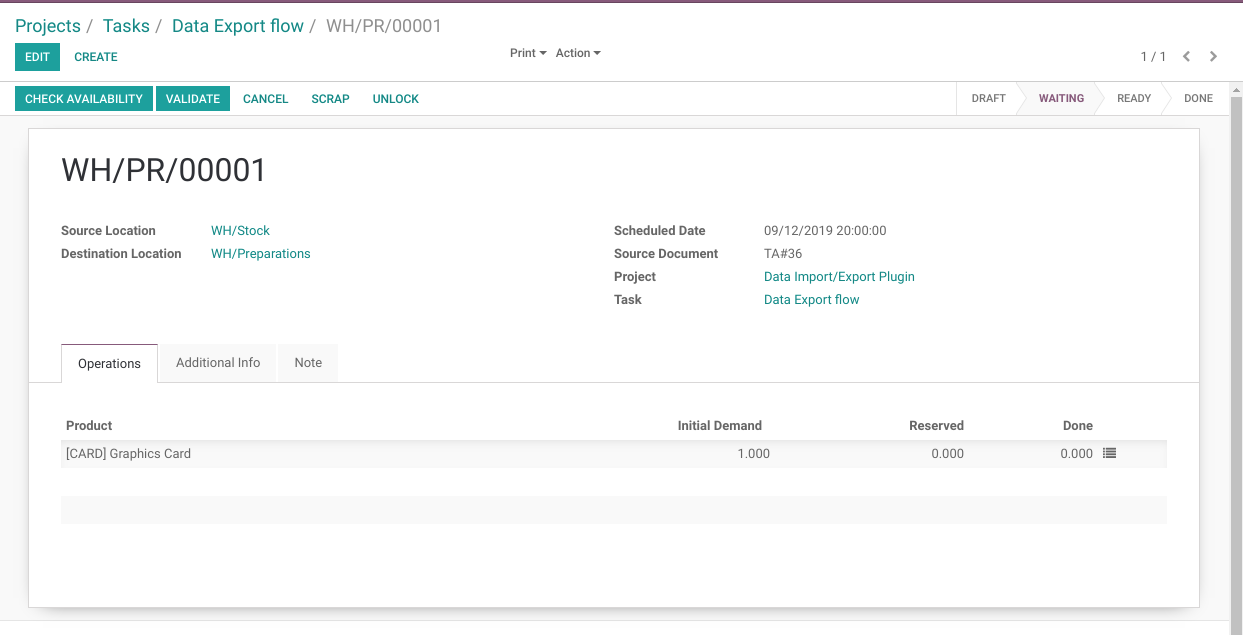 Projects / Tasks / Data Export flow / WH/PR/00001
EDIT CREATE Print Action 1 / 1
CHECK AVAILABILITY VALIDATE CANCEL SCRAP UNLOCK DRAFT WAITING READY DONE
WH/PR/00001
Source Location WH/Stock Scheduled Date 09/12/2019 20:00:00
Destination Location WH/Preparations Source Document TA#36
Project Data Import/Export Plugin
Task Data Export flow
Operations Additional Info Note
Product Initial Demand Reserved Done
[CARD] Graphics Card 1.000 0.000 0.000